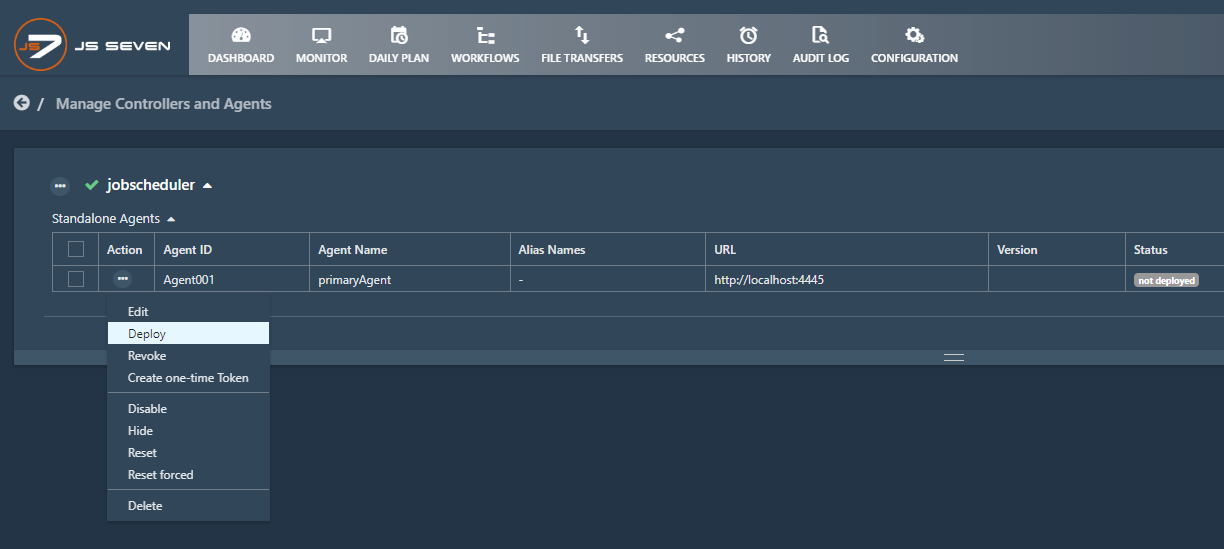 JS7 JS SEVEN
DASHBOARD MONITOR DAILY PLAN WORKFLOWS FILE TRANSFERS RESOURCES HISTORY AUDIT LOG CONFIGURATION
/ Manage Controllers and Agents
jobscheduler
Standalone Agents
Action Agent ID Agent Name Alias Names URL Version Status
Agent001 primaryAgent - http://localhost:4445 not deployed
Edit
Deploy
Revoke
Create one-time Token
Disable
Hide
Reset
Reset forced
Delete